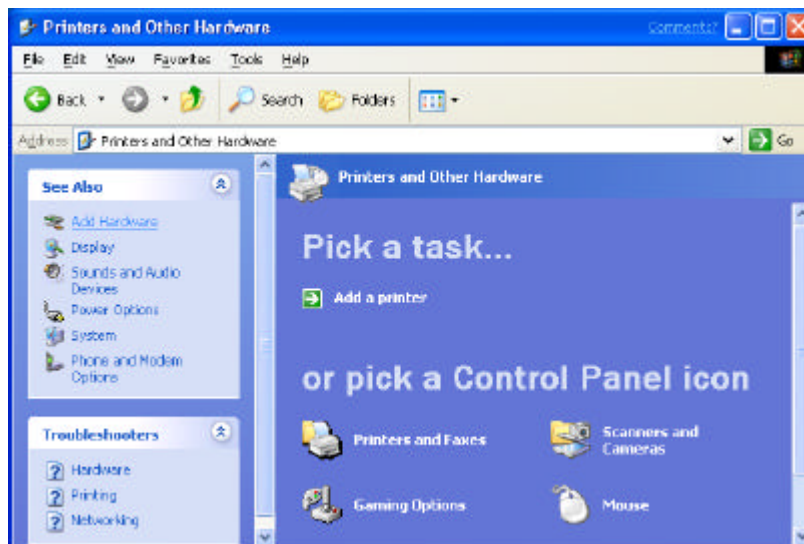 Printers and Other Hardware
Comments?
File Edit View Favorites Tools Help
Back Search Folders
Address Printers and Other Hardware Go
See Also
Add Hardware
Display
Sounds and Audio
Devices
Power Options
System
Phone and Modem
Options
Troubleshooters
Hardware
Printing
Networking
Printers and Other Hardware
Pick a task...
Add a printer
or pick a Control Panel icon
Printers and Faxes
Scanners and
Cameras
Gaming Options
Mouse